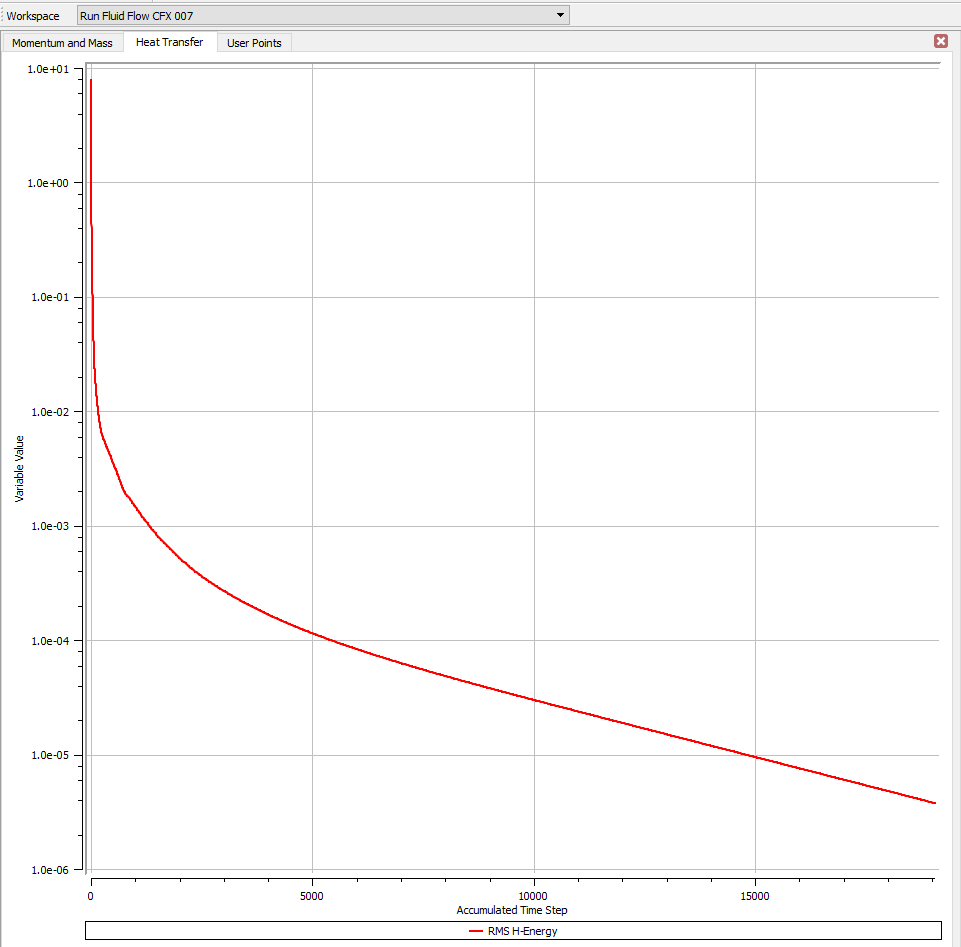 Workspace Run Fluid Flow CFX 007
Momentum and Mass Heat Transfer User Points
1.0e+01
1.0e+00
1.0e-01
1.0e-02
1.0e-03
1.0e-04
1.0e-05
1.0e-06
Variable Value
0 5000 10000 15000
Accumulated Time Step
RMS H-Energy